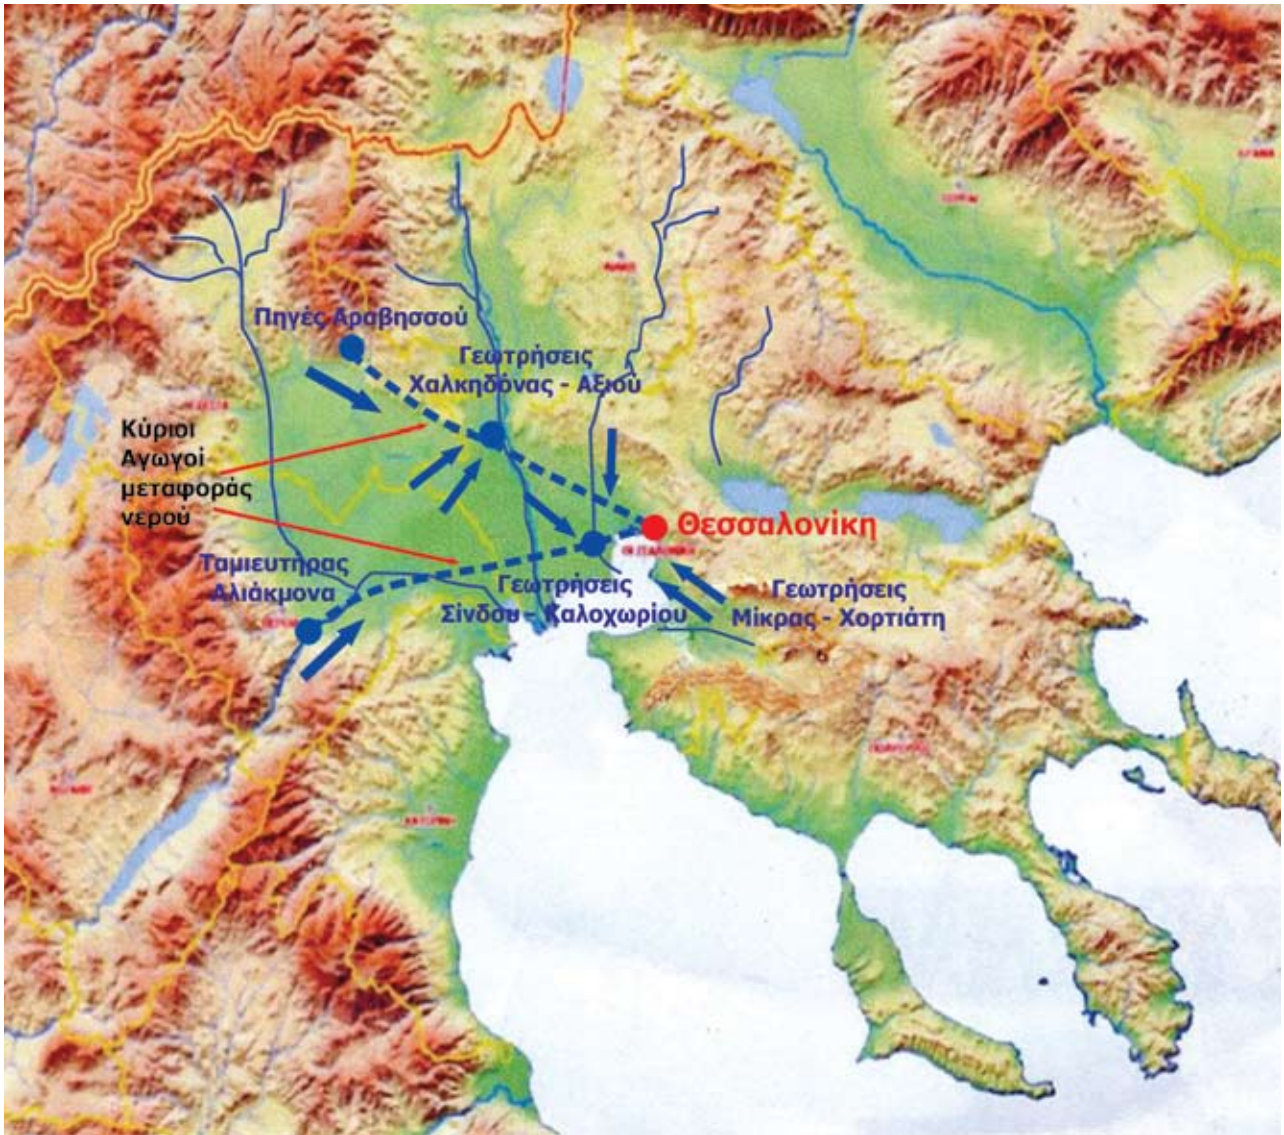 Πηγές Αραβησσού
Γεωτρήσεις
Χαλκηδόνας - Αξιού
Κύριοι
Αγωγοί
μεταφοράς
νερού
Θεσσαλονίκη
Ταμιευτήρας
Αλιάκμονα
Γεωτρήσεις
Σίνδου - Καλοχωρίου
Γεωτρήσεις
Μίκρας - Χορτιάτη